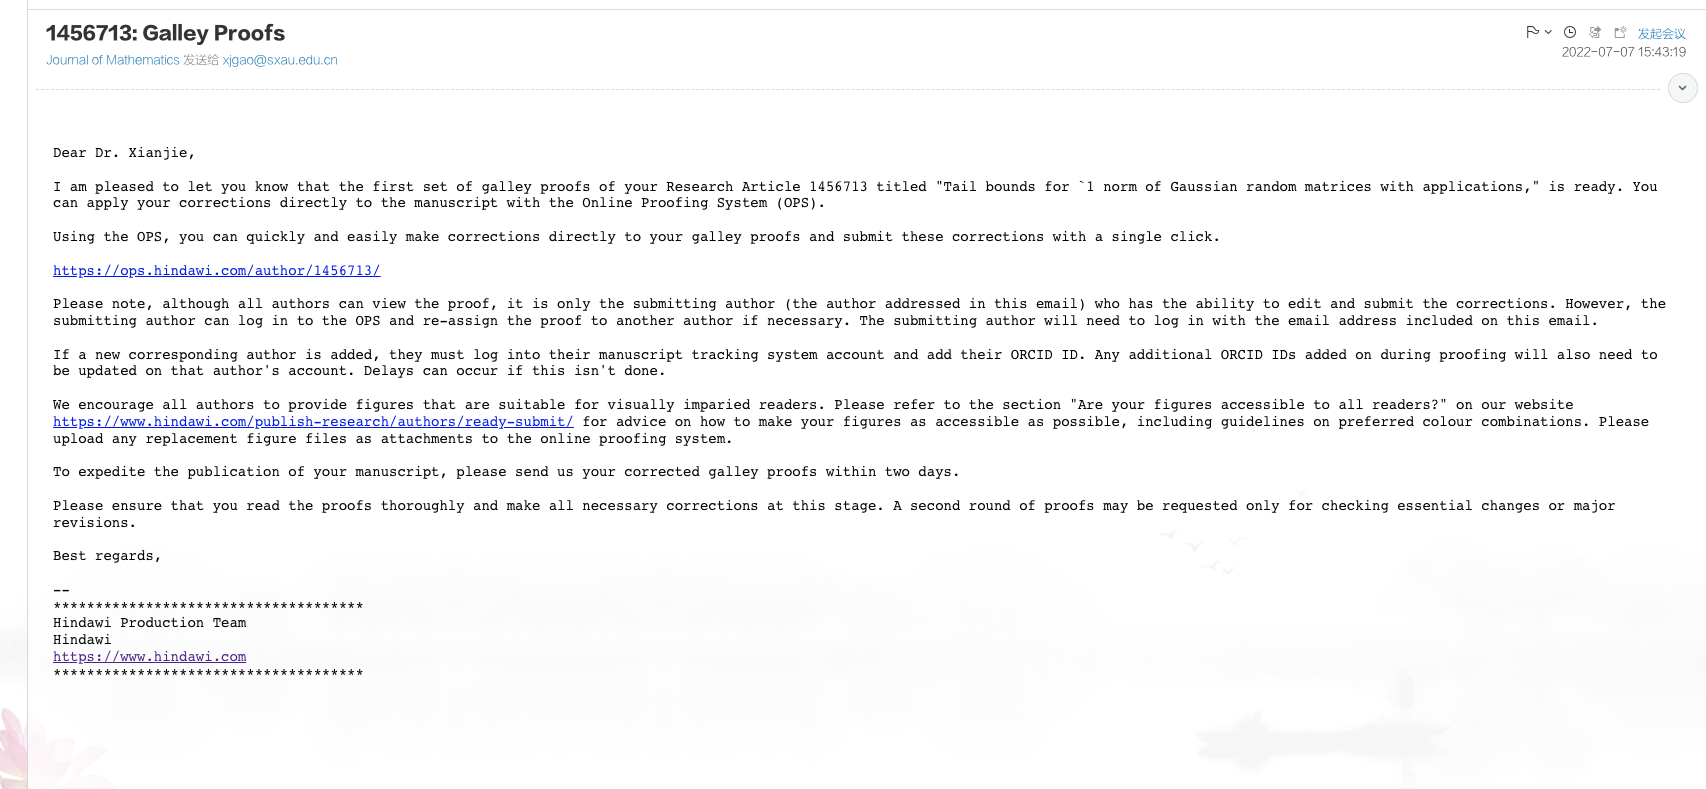 1456713: Galley Proofs
发起会议
Journal of Mathematics 发送给 xjgao@sxau.edu.cn
2022-07-07 15:43:19
Dear Dr. Xianjie,
I am pleased to let you know that the first set of galley proofs of your Research Article 1456713 titled "Tail bounds for `1 norm of Gaussian random matrices with applications," is ready. You
can apply your corrections directly to the manuscript with the Online Proofing System (OPS).
Using the OPS, you can quickly and easily make corrections directly to your galley proofs and submit these corrections with a single click.
https://ops.hindawi.com/author/1456713/
Please note, although all authors can view the proof, it is only the submitting author (the author addressed in this email) who has the ability to edit and submit the corrections. However, the
submitting author can log in to the OPS and re-assign the proof to another author if necessary. The submitting author will need to log in with the email address included on this email.
If a new corresponding author is added, they must log into their manuscript tracking system account and add their ORCID ID. Any additional ORCID IDs added on during proofing will also need to
be updated on that author's account. Delays can occur if this isn't done.
We encourage all authors to provide figures that are suitable for visually imparied readers. Please refer to the section "Are your figures accessible to all readers?" on our website
https://www.hindawi.com/publish-research/authors/ready-submit/ for advice on how to make your figures as accessible as possible, including guidelines on preferred colour combinations. Please
upload any replacement figure files as attachments to the online proofing system.
To expedite the publication of your manuscript, please send us your corrected galley proofs within two days.
Please ensure that you read the proofs thoroughly and make all necessary corrections at this stage. A second round of proofs may be requested only for checking essential changes or major
revisions.
Best regards,
--
*************************************
Hindawi Production Team
Hindawi
https://www.hindawi.com
*************************************